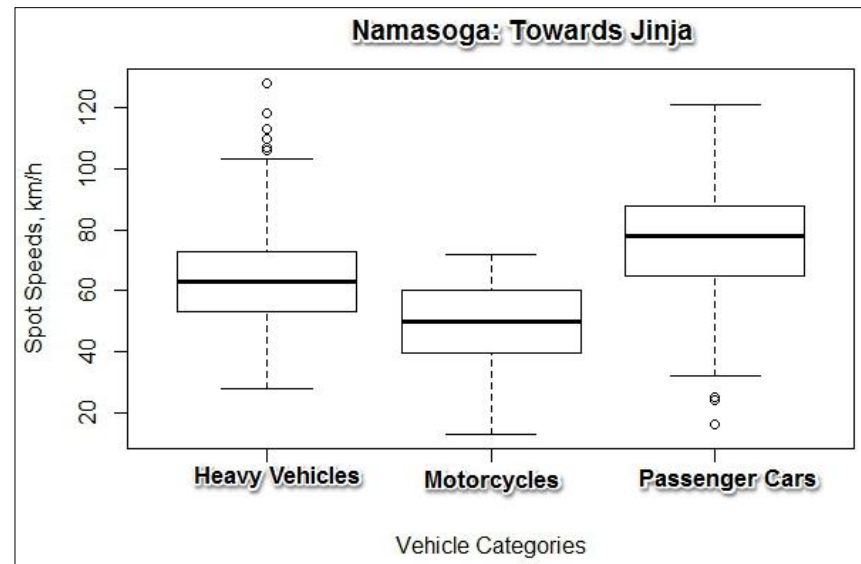 Namasoga: Towards Jinja
Spot Speeds, km/h
120
100
80
60
40
20
Heavy Vehicles
Motorcycles
Passenger Cars
Vehicle Categories